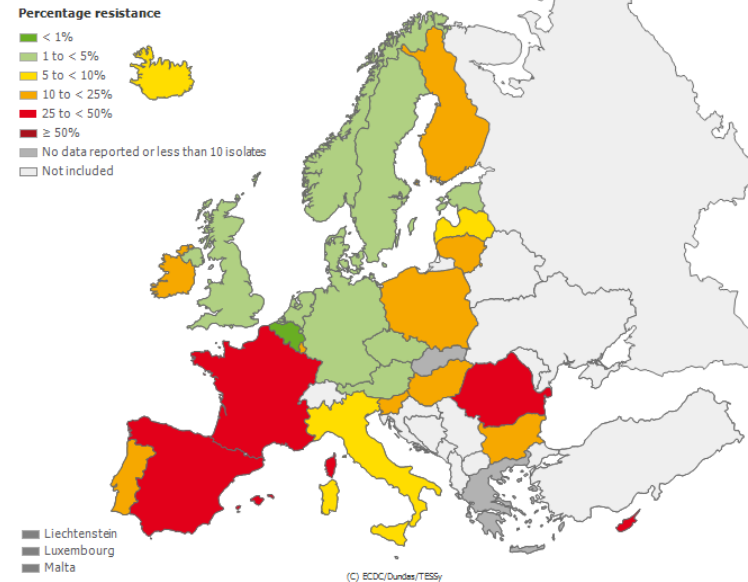 Percentage resistance
< 1%
1 to < 5%
5 to < 10%
10 to < 25%
25 to < 50%
≥ 50%
No data reported or less than 10 isolates
Not included
Liechtenstein
Luxembourg
Malta
(C) ECDC/Dundas/TESSy